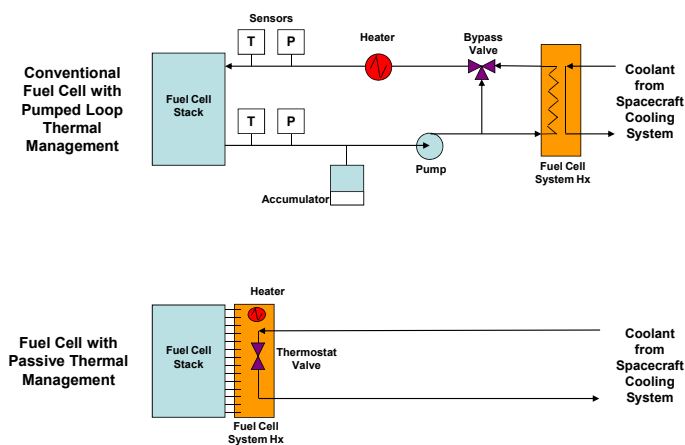 Sensors
T
P
Heater
Bypass
Valve
Conventional
Fuel Cell with
Pumped Loop
Thermal
Management
Fuel Cell
Stack
Coolant
from
Spacecraft
Cooling
System
T
P
Pump
Accumulator
Fuel Cell
System Hx
Heater
Fuel Cell with
Passive Thermal
Management
Fuel Cell
Stack
Thermostat
Valve
Coolant
from
Spacecraft
Cooling
System
Fuel Cell
System Hx